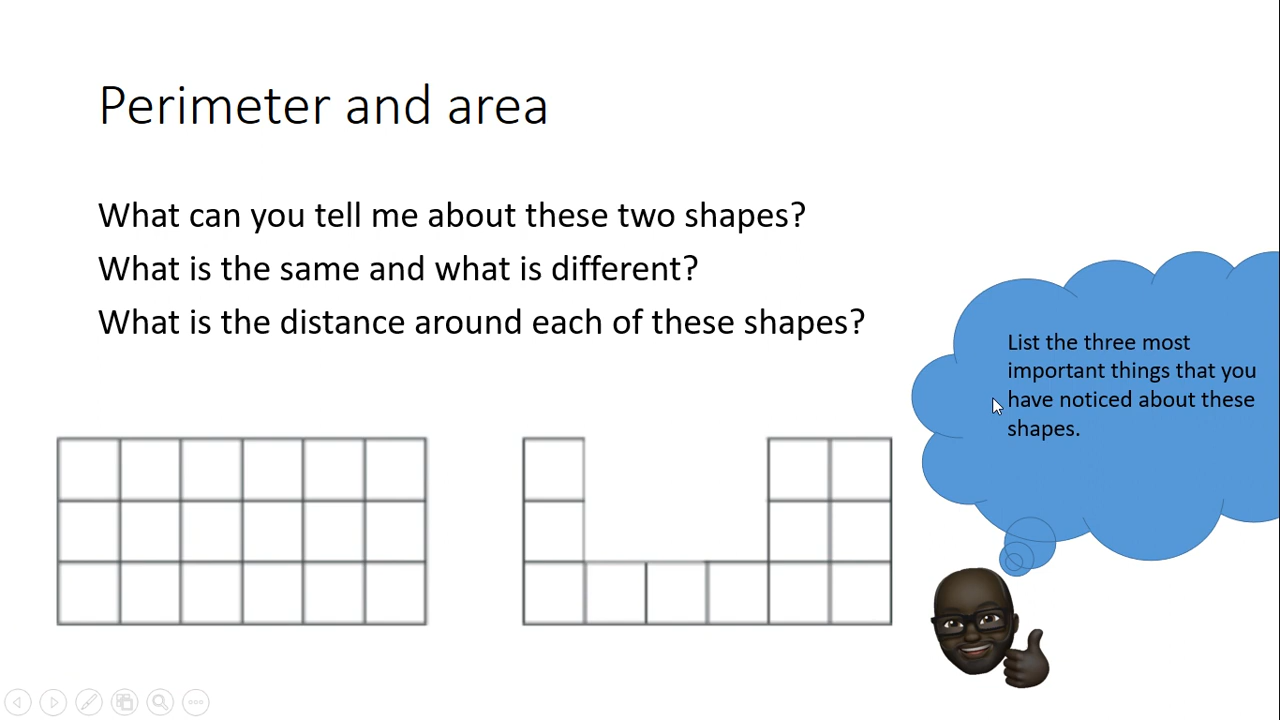 Perimeter and area
What can you tell me about these two shapes?
What is the same and what is different?
What is the distance around each of these shapes?
List the three most
important things that you
have noticed about these
shapes.